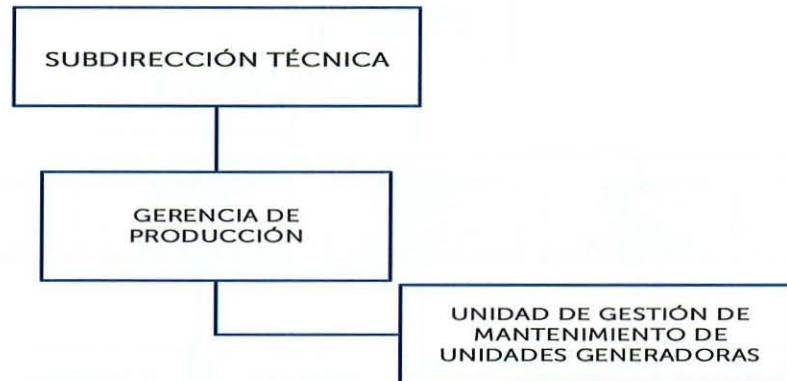 SUBDIRECCIÓN TÉCNICA
GERENCIA DE
PRODUCCIÓN
UNIDAD DE GESTIÓN DE
MANTENIMIENTO DE
UNIDADES GENERADORAS